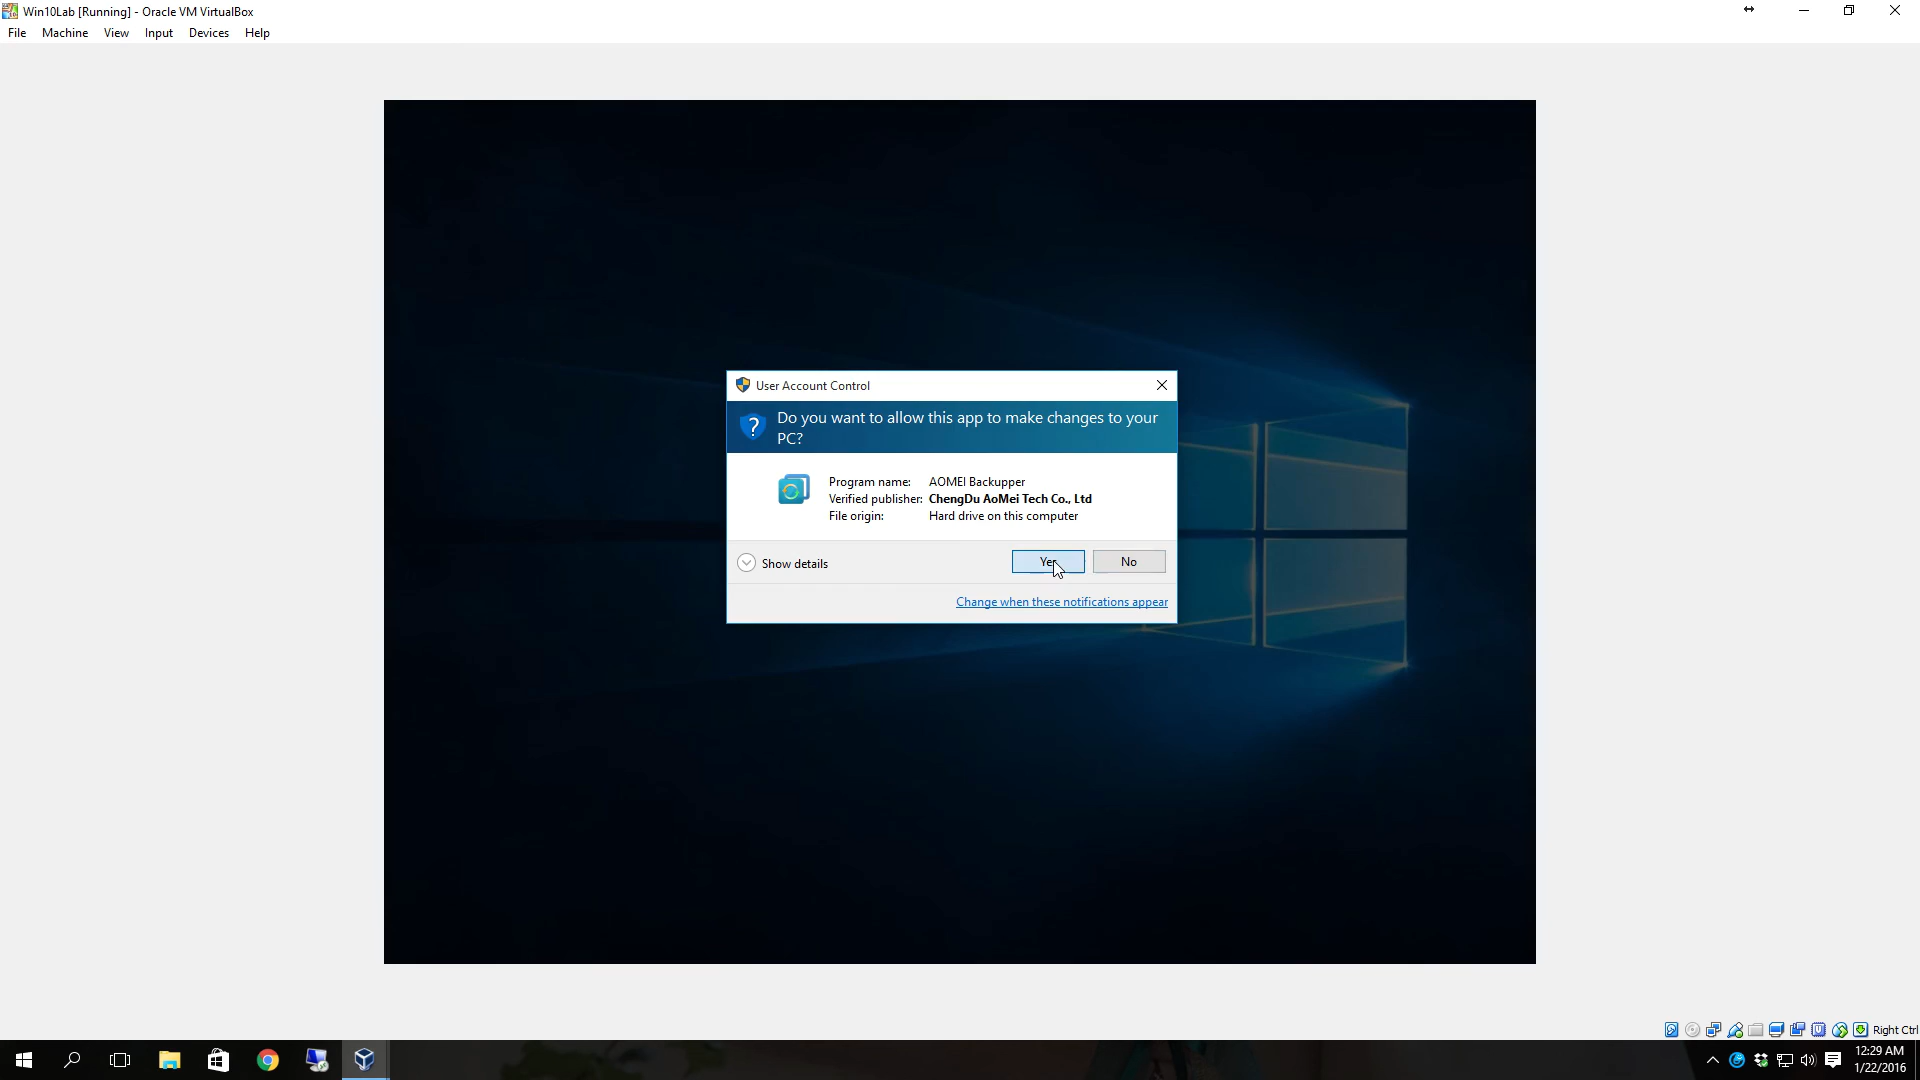 Win10Lab [Running] - Oracle VM VirtualBox
File Machine View Input Devices Help
User Account Control
Do you want to allow this app to make changes to your
PC?
Program name: AOMEI Backupper
Verified publisher: ChengDu AoMei Tech Co., Ltd
File origin: Hard drive on this computer
Show details
Yes No
Change when these notifications appear
Right Ctrl
12:29 AM
1/22/2016